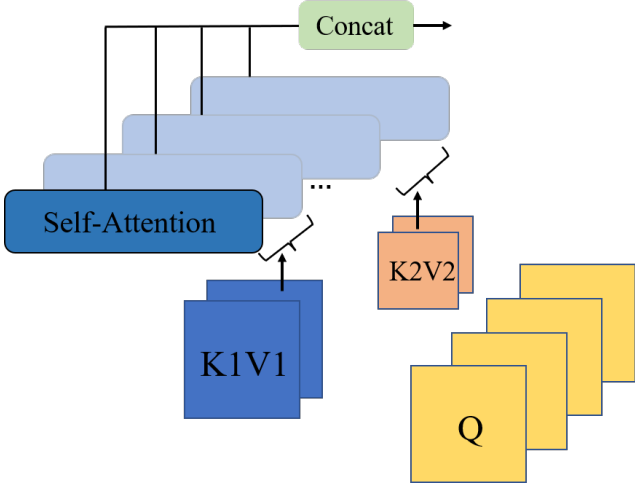 Concat
Self-Attention
...
K2V2
K1V1
Q